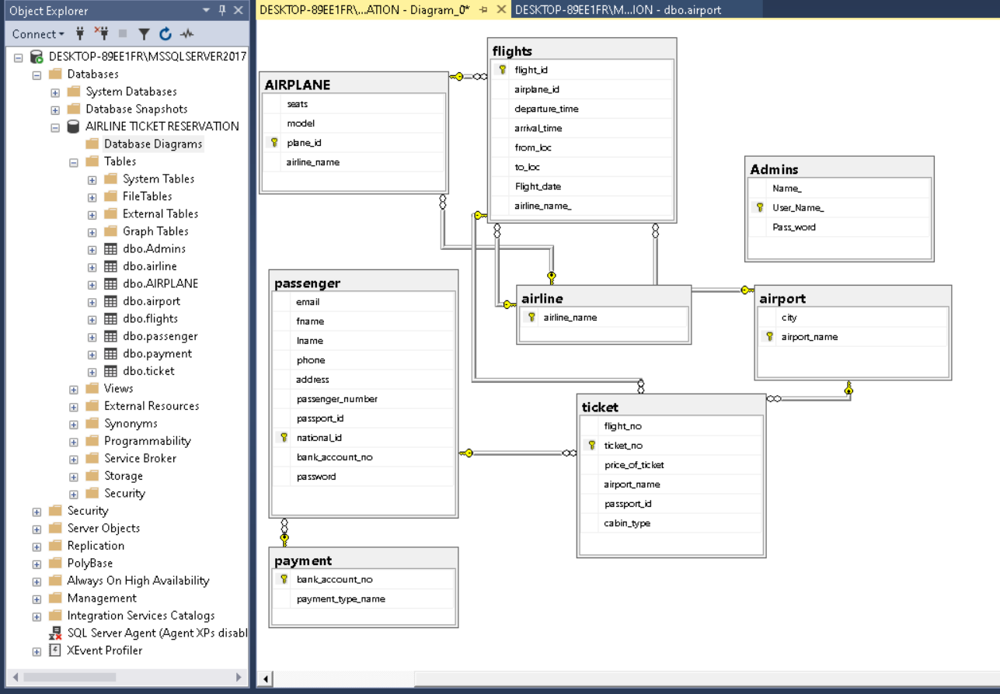 Object Explorer
Connect
DESKTOP-89EE1FR\MSSQLSERVER2017
Databases
System Databases
Database Snapshots
AIRLINE TICKET RESERVATION
Database Diagrams
Tables
System Tables
FileTables
External Tables
Graph Tables
dbo.Admins
dbo.airline
dbo.AIRPLANE
dbo.airport
dbo.flights
dbo.passenger
dbo.payment
dbo.ticket
Views
External Resources
Synonyms
Programmability
Service Broker
Storage
Security
Security
Server Objects
Replication
PolyBase
Always On High Availability
Management
Integration Services Catalogs
SQL Server Agent (Agent XPs disabl
XEvent Profiler
DESKTOP-89EE1FR\...ATION - Diagram_0*
DESKTOP-89EE1FR\M...ION - dbo.airport
AIRPLANE
seats
model
plane_id
airline_name
flights
flight_id
airplane_id
departure_time
arrival_time
from_loc
to_loc
Flight_date
airline_name_
Admins
Name_
User_Name_
Pass_word
passenger
email
fname
lname
phone
address
passenger_number
passport_id
national_id
bank_account_no
password
airline
airline_name
airport
city
airport_name
ticket
flight_no
ticket_no
price_of_ticket
airport_name
passport_id
cabin_type
payment
bank_account_no
payment_type_name